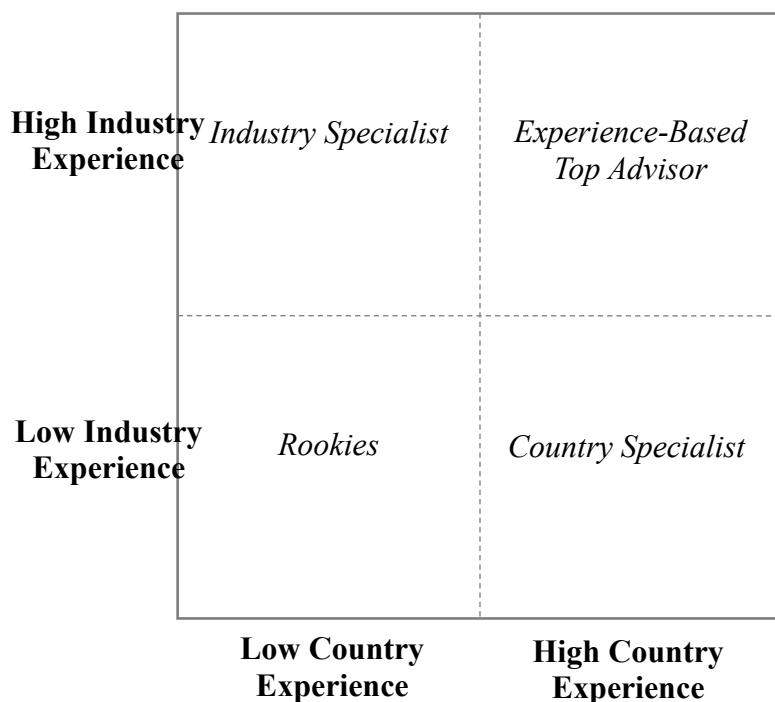 High Industry
Experience
Industry Specialist
Experience-Based
Top Advisor
Low Industry
Experience
Rookies
Country Specialist
Low Country
Experience
High Country
Experience